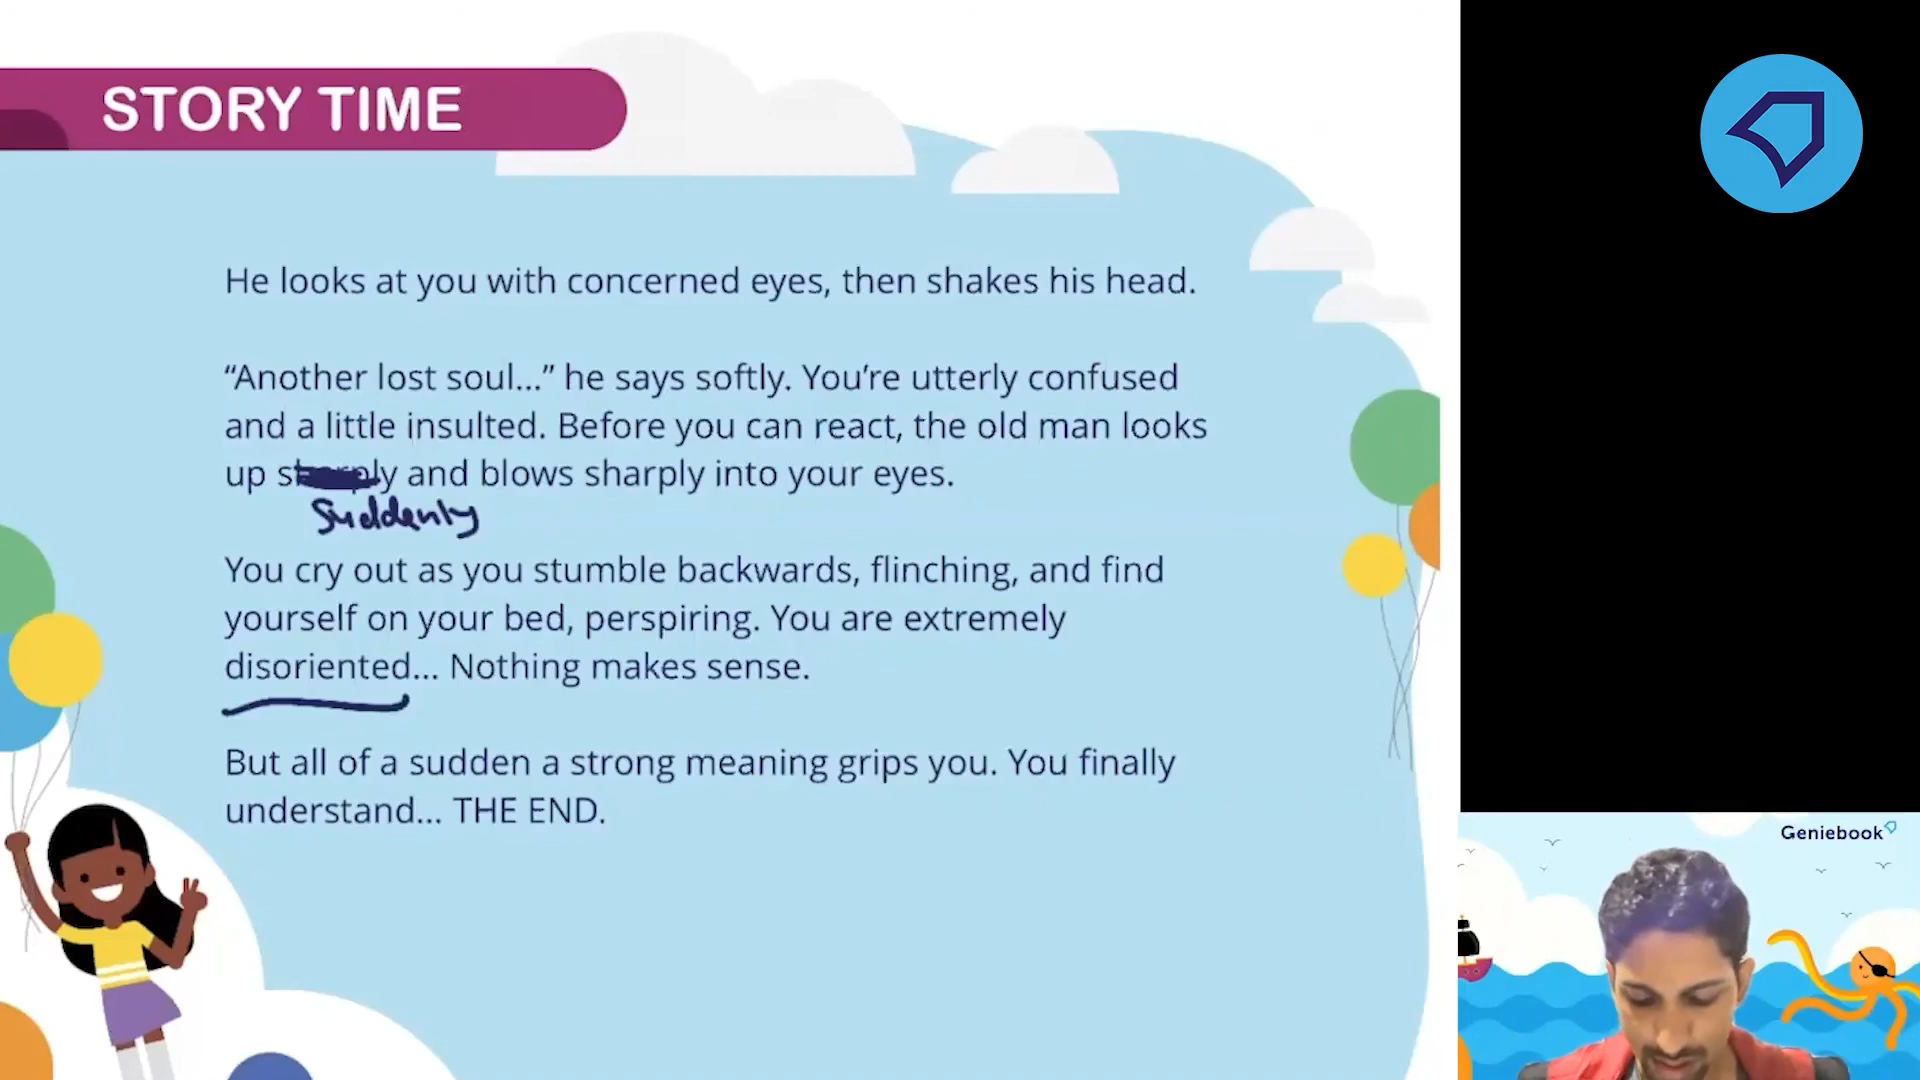 STORY TIME
He looks at you with concerned eyes, then shakes his head.
“Another lost soul...” he says softly. You’re utterly confused
and a little insulted. Before you can react, the old man looks
up sharply and blows sharply into your eyes.
Suddenly
You cry out as you stumble backwards, flinching, and find
yourself on your bed, perspiring. You are extremely
disoriented... Nothing makes sense.
But all of a sudden a strong meaning grips you. You finally
understand... THE END.
Geniebook